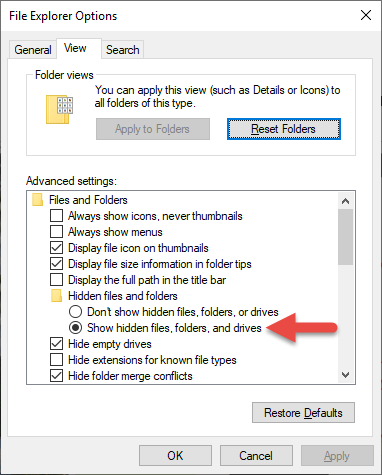 File Explorer Options
General
View
Search
Folder views
You can apply this view (such as Details or Icons) to
all folders of this type.
Apply to Folders
Reset Folders
Advanced settings:
Files and Folders
Always show icons, never thumbnails
Always show menus
Display file icon on thumbnails
Display file size information in folder tips
Display the full path in the title bar
Hidden files and folders
Don't show hidden files, folders, or drives
Show hidden files, folders, and drives
Hide empty drives
Hide extensions for known file types
Hide folder merge conflicts
Restore Defaults
OK
Cancel
Apply